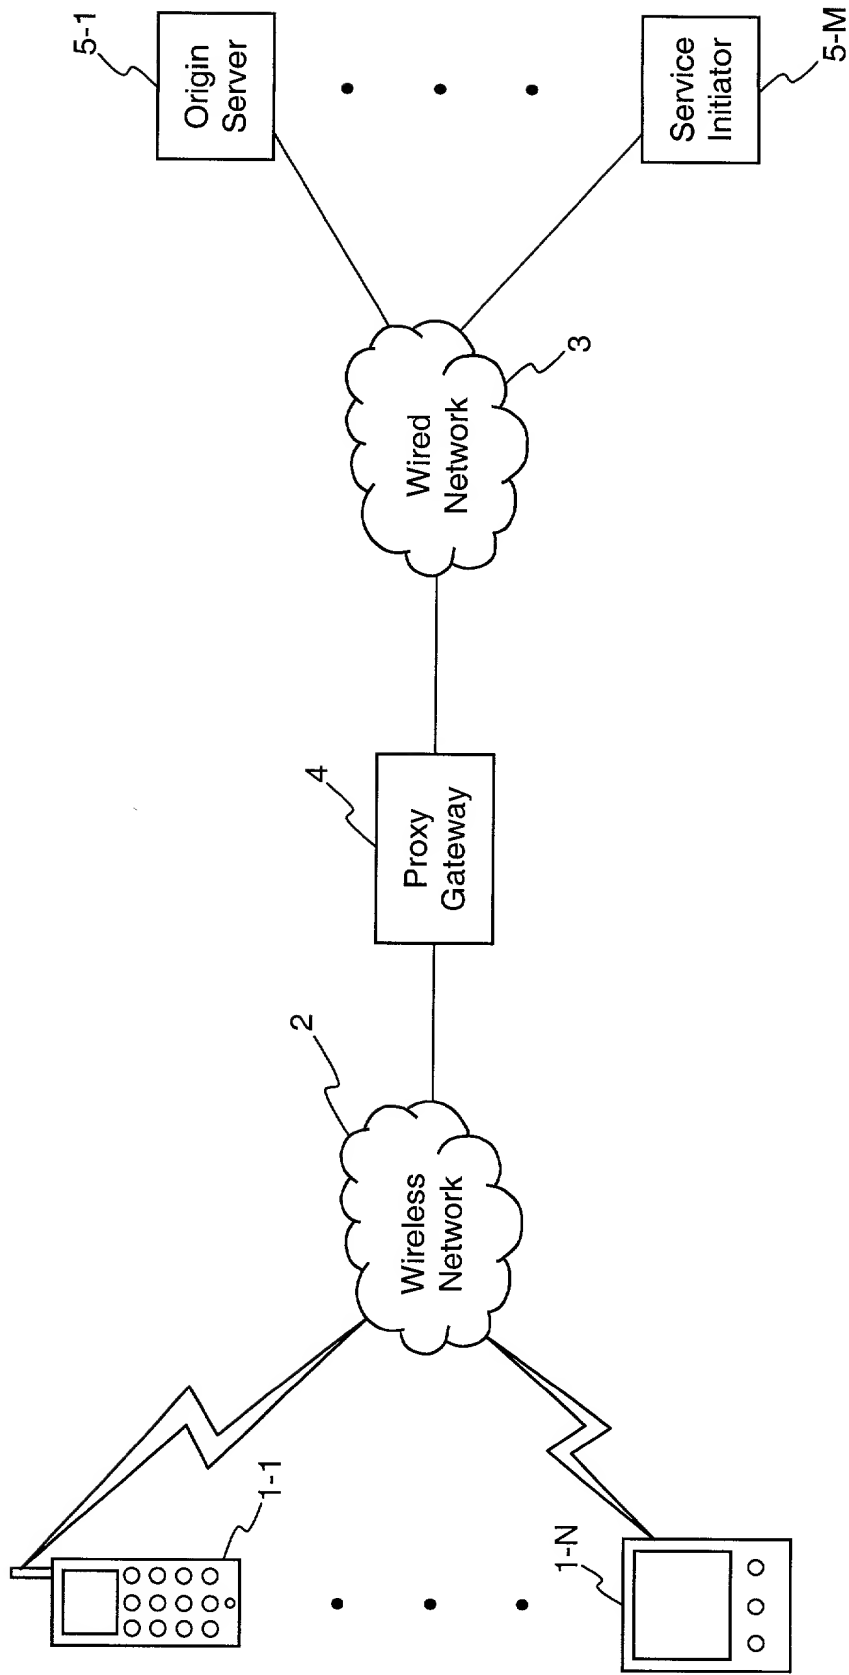 1-1
1-N
Wireless
Network
2
Proxy
Gateway
4
Wired
Network
3
Origin
Server
5-1
Service
Initiator
5-M